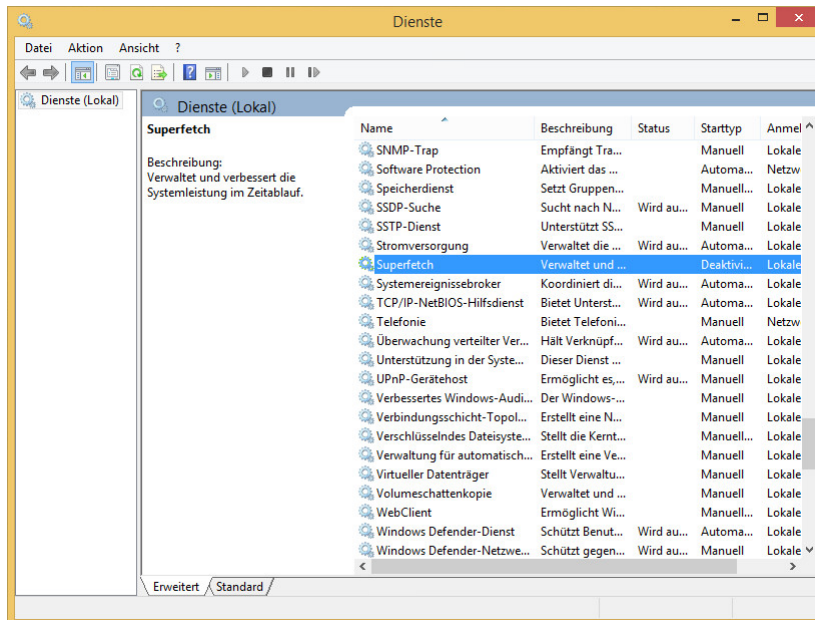 Dienste
Datei Aktion Ansicht ?
Dienste (Lokal)
Dienste (Lokal)
Superfetch
Beschreibung:
Verwaltet und verbessert die
Systemleistung im Zeitablauf.
Name Beschreibung Status Starttyp Anmel
SNMP-Trap Empfängt Tra... Manuell Lokale
Software Protection Aktiviert das ... Automa... Netzw
Speicherdienst Setzt Gruppen... Manuell... Lokale
SSDP-Suche Sucht nach N... Wird au... Manuell Lokale
SSTP-Dienst Unterstützt SS... Manuell Lokale
Stromversorgung Verwaltet die ... Wird au... Automa... Lokale
Superfetch Verwaltet und ... Deaktivi... Lokale
Systemereignissebroker Koordiniert di... Wird au... Automa... Lokale
TCP/IP-NetBIOS-Hilfsdienst Bietet Unterst... Wird au... Automa... Lokale
Telefonie Bietet Telefoni... Manuell Netzw
Überwachung verteilter Ver... Hält Verknüpf... Wird au... Automa... Lokale
Unterstützung in der Syste... Dieser Dienst ... Manuell Lokale
UPnP-Gerätehost Ermöglicht es,... Wird au... Manuell Lokale
Verbessertes Windows-Audi... Der Windows-... Manuell Lokale
Verbindungsschicht-Topol... Erstellt eine N... Manuell Lokale
Verschlüsselndes Dateisyste... Stellt die Kernt... Manuell... Lokale
Verwaltung für automatisch... Erstellt eine Ve... Manuell Lokale
Virtueller Datenträger Stellt Verwaltu... Manuell Lokale
Volumeschattenkopie Verwaltet und ... Manuell Lokale
WebClient Ermöglicht Wi... Manuell... Lokale
Windows Defender-Dienst Schützt Benut... Wird au... Automa... Lokale
Windows Defender-Netzwe... Schützt gegen... Wird au... Manuell Lokale
Erweitert Standard